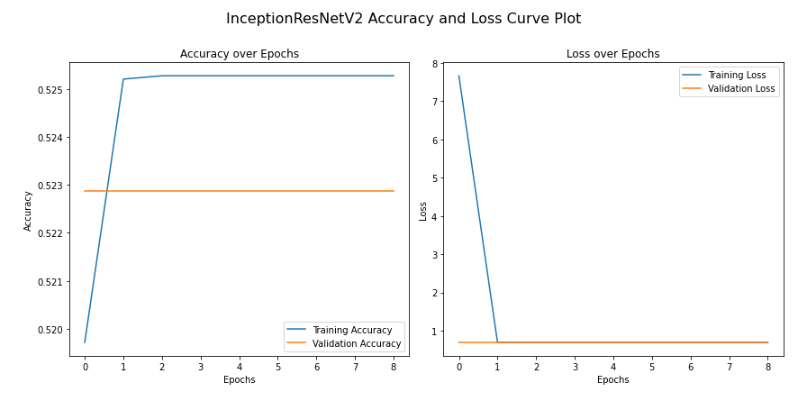 InceptionResNetV2 Accuracy and Loss Curve Plot
Accuracy over Epochs
0.525
0.524
0.523
0.522
0.521
0.520
Accuracy
Training Accuracy
Validation Accuracy
0 1 2 3 4 5 6 7 8
Epochs
Loss over Epochs
8
7
6
5
4
3
2
1
Loss
Training Loss
Validation Loss
0 1 2 3 4 5 6 7 8
Epochs